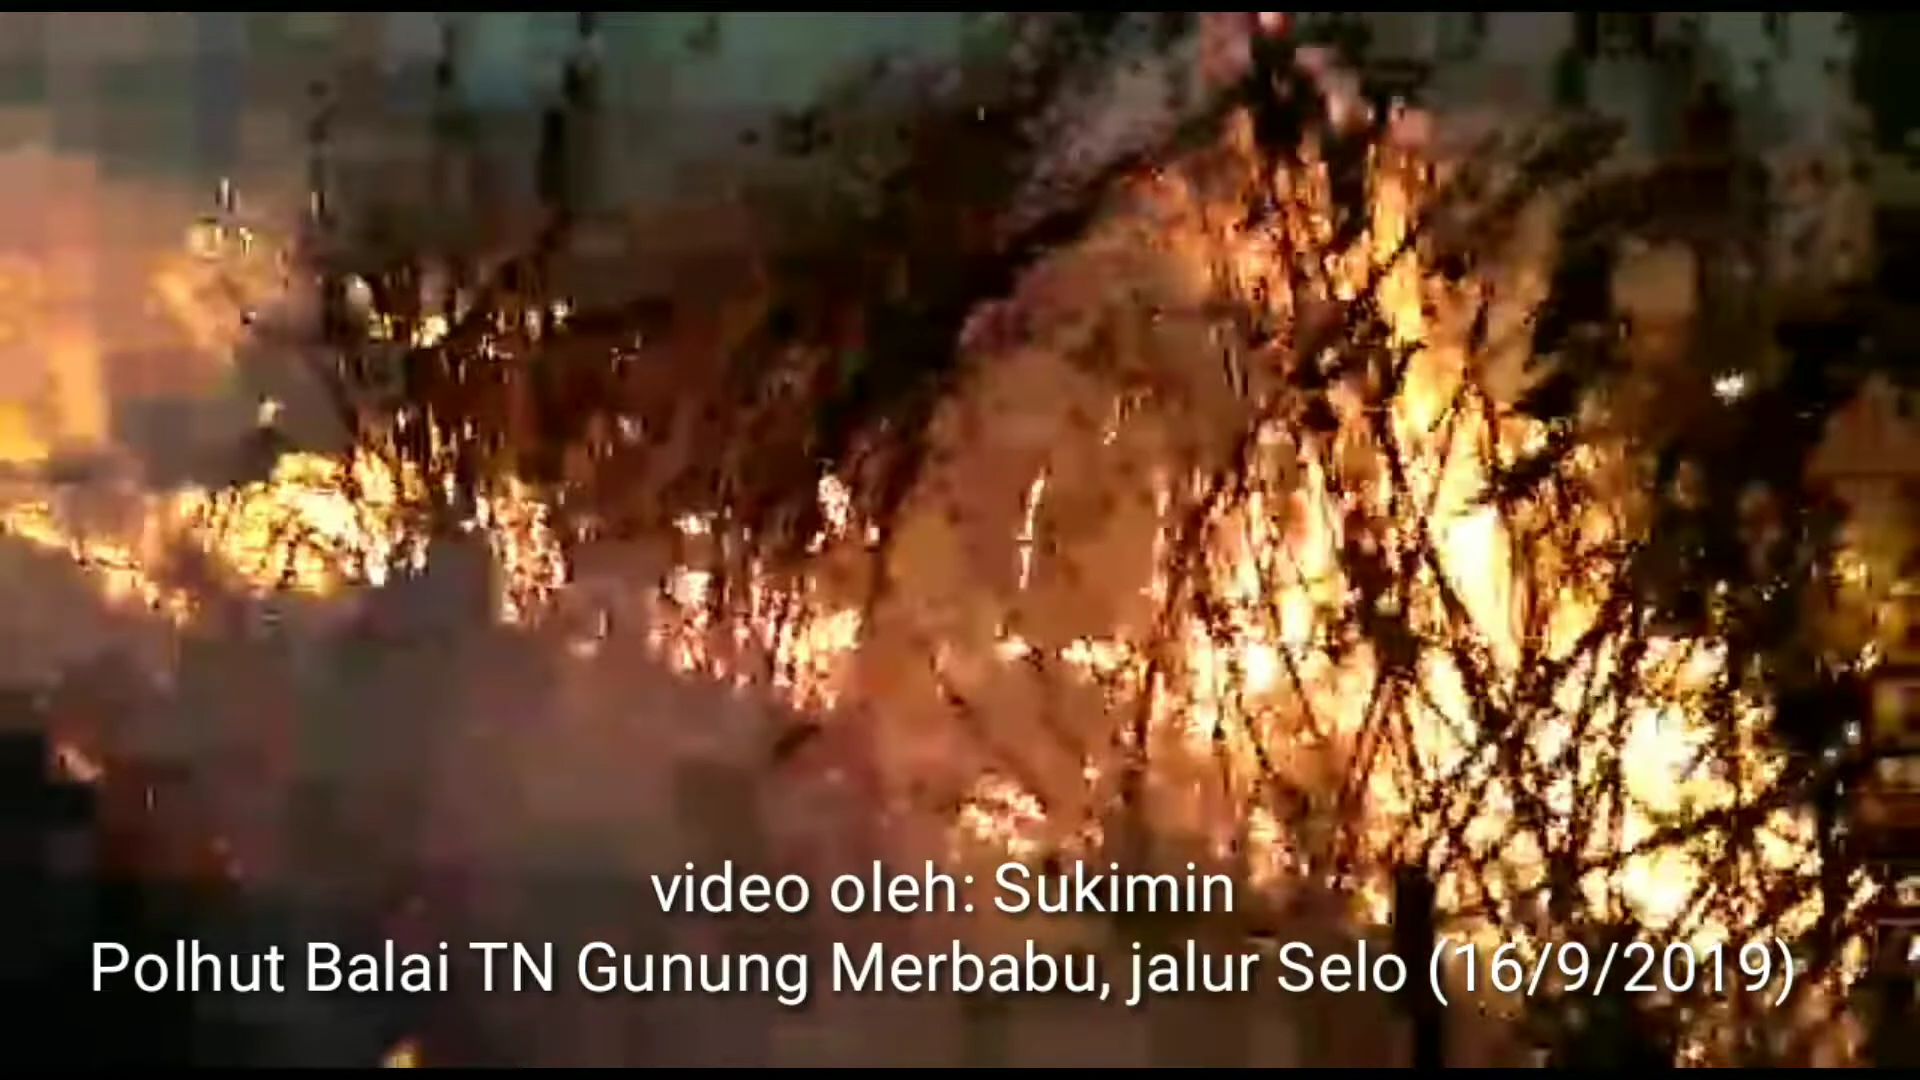 video oleh: Sukimin
Polhut Balai TN Gunung Merbabu, jalur Selo (16/9/2019)